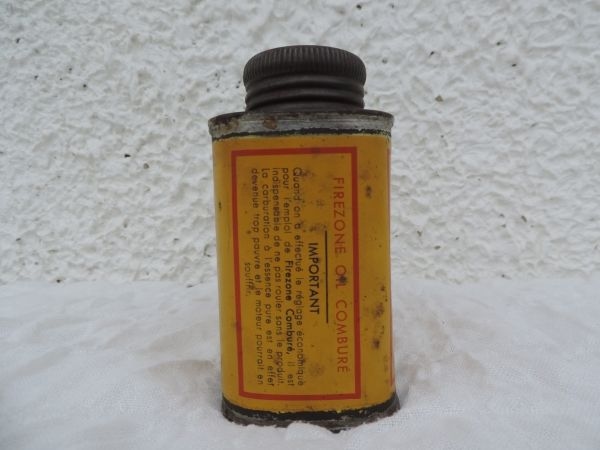 FIREZONE OIL COMBURÉ
IMPORTANT
Quand on a effectué le réglage économique
pour l'emploi de Firezone Comburé, il est
indispensable de ne pas rouler sans le produit.
La carburation à l'essence pure est en effet
devenue trop pauvre et le moteur pourrait en
souffrir.